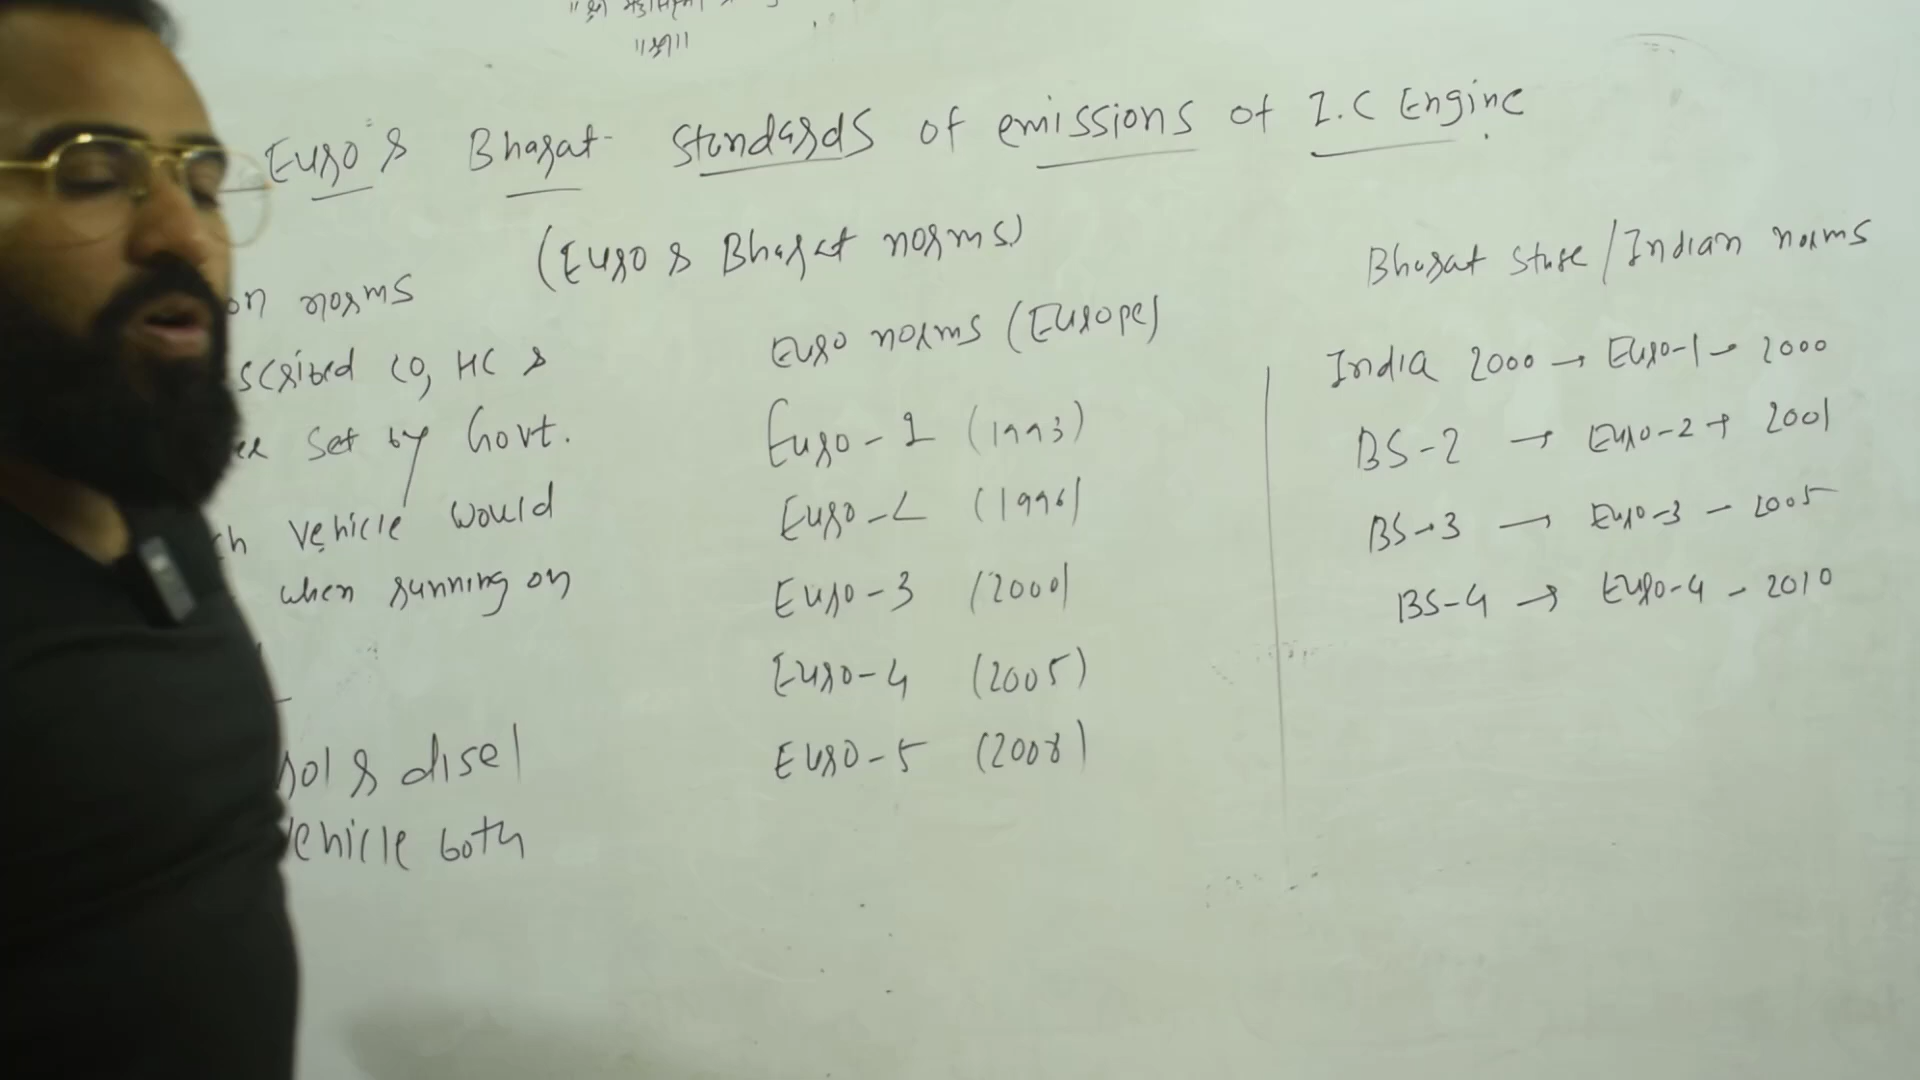 "श्री
"श्री"
Euro & Bharat Standards of emissions of I.C Engine
(Euro & Bharat norms)
on norms
scribed CO, HC &
set by Govt.
ch vehicle would
when running on
rol & disel
vehicle both
Euro norms (Europe)
Euro-1 (1993)
Euro-2 (1996)
Euro-3 (2000)
Euro-4 (2005)
Euro-5 (2008)
Bharat Stage/Indian norms
India 2000 → Euro-1 - 2000
BS-2 → Euro-2 → 2001
BS-3 → Euro-3 - 2005
BS-4 → Euro-4 - 2010